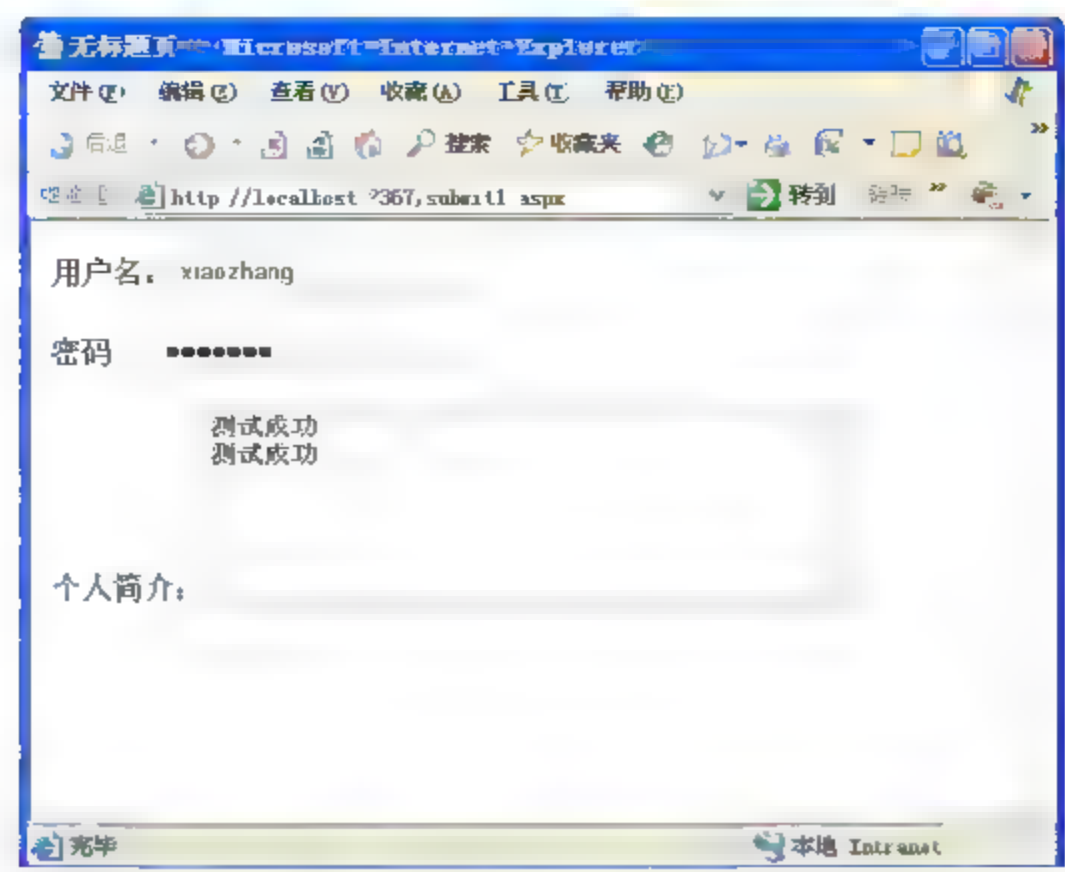 无标题页 - Microsoft Internet Explorer
文件(F) 编辑(E) 查看(V) 收藏(A) 工具(T) 帮助(H)
后退 搜索 收藏夹 »
http //localhost 2367,submit1 aspx 转到 »
用户名: xiaozhang
密码 •••••••
测试成功
测试成功
个人简介:
完毕 本地 Intranet